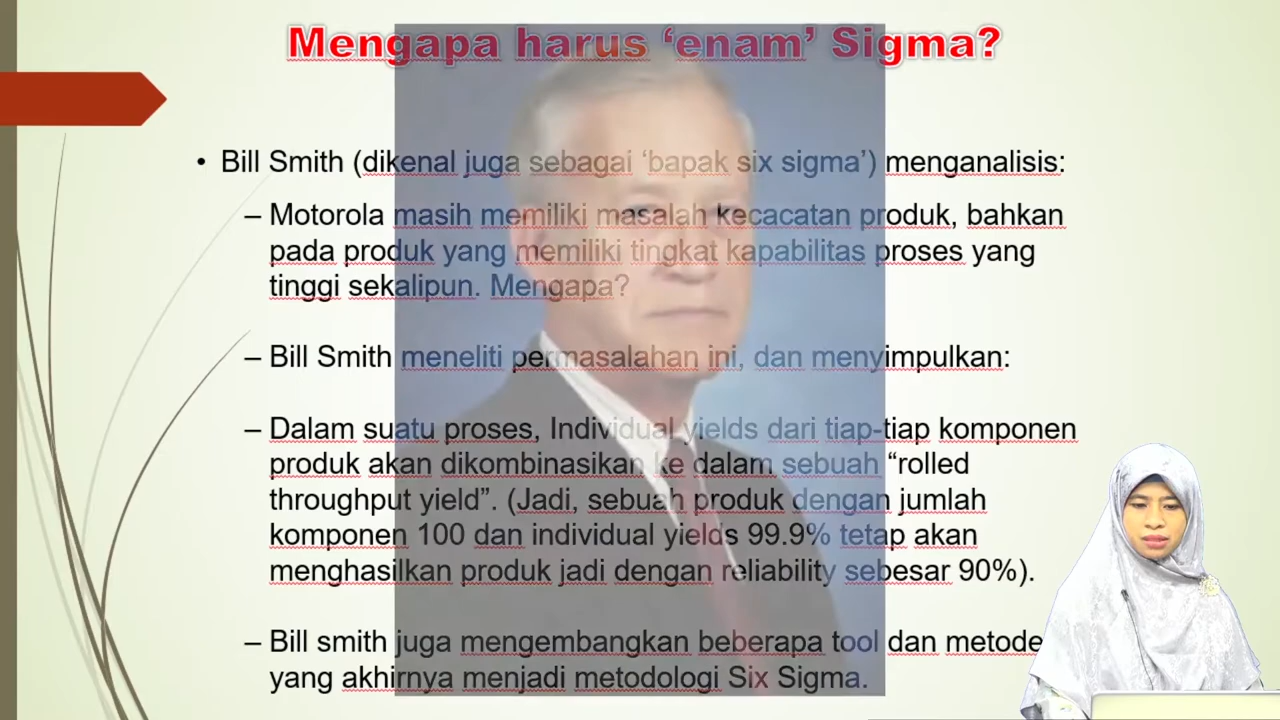 Mengapa harus ‘enam’ Sigma?
• Bill Smith (dikenal juga sebagai ‘bapak six sigma’) menganalisis:
– Motorola masih memiliki masalah kecacatan produk, bahkan
pada produk yang memiliki tingkat kapabilitas proses yang
tinggi sekalipun. Mengapa?
– Bill Smith meneliti permasalahan ini, dan menyimpulkan:
– Dalam suatu proses, Individual yields dari tiap-tiap komponen
produk akan dikombinasikan ke dalam sebuah “rolled
throughput yield”. (Jadi, sebuah produk dengan jumlah
komponen 100 dan individual yields 99.9% tetap akan
menghasilkan produk jadi dengan reliability sebesar 90%).
– Bill smith juga mengembangkan beberapa tool dan metode
yang akhirnya menjadi metodologi Six Sigma.